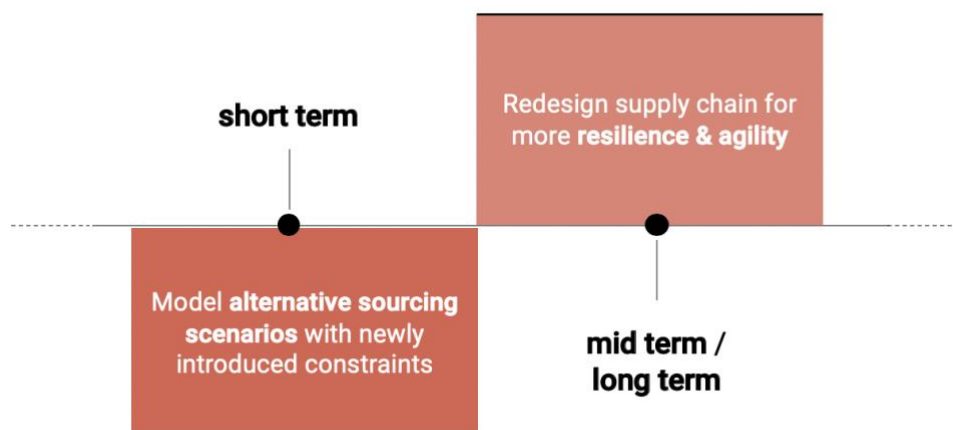 short term
Model alternative sourcing
scenarios with newly
introduced constraints
Redesign supply chain for
more resilience & agility
mid term /
long term